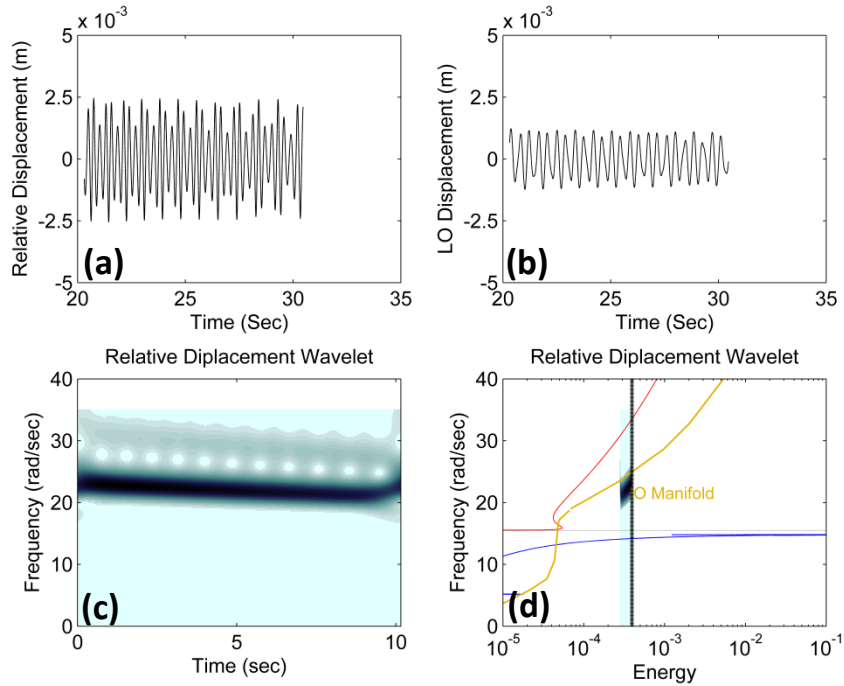 x 10⁻³
5
2.5
0
-2.5
-5
20
25
30
35
Relative Displacement (m)
Time (Sec)
(a)
x 10⁻³
5
2.5
0
-2.5
-5
20
25
30
35
LO Displacement (m)
Time (Sec)
(b)
Relative Diplacement Wavelet
40
30
20
10
0
0
5
10
Frequency (rad/sec)
Time (sec)
(c)
Relative Diplacement Wavelet
40
30
20
10
0
10⁻⁵
10⁻⁴
10⁻³
10⁻²
10⁻¹
Frequency (rad/sec)
Energy
O Manifold
(d)